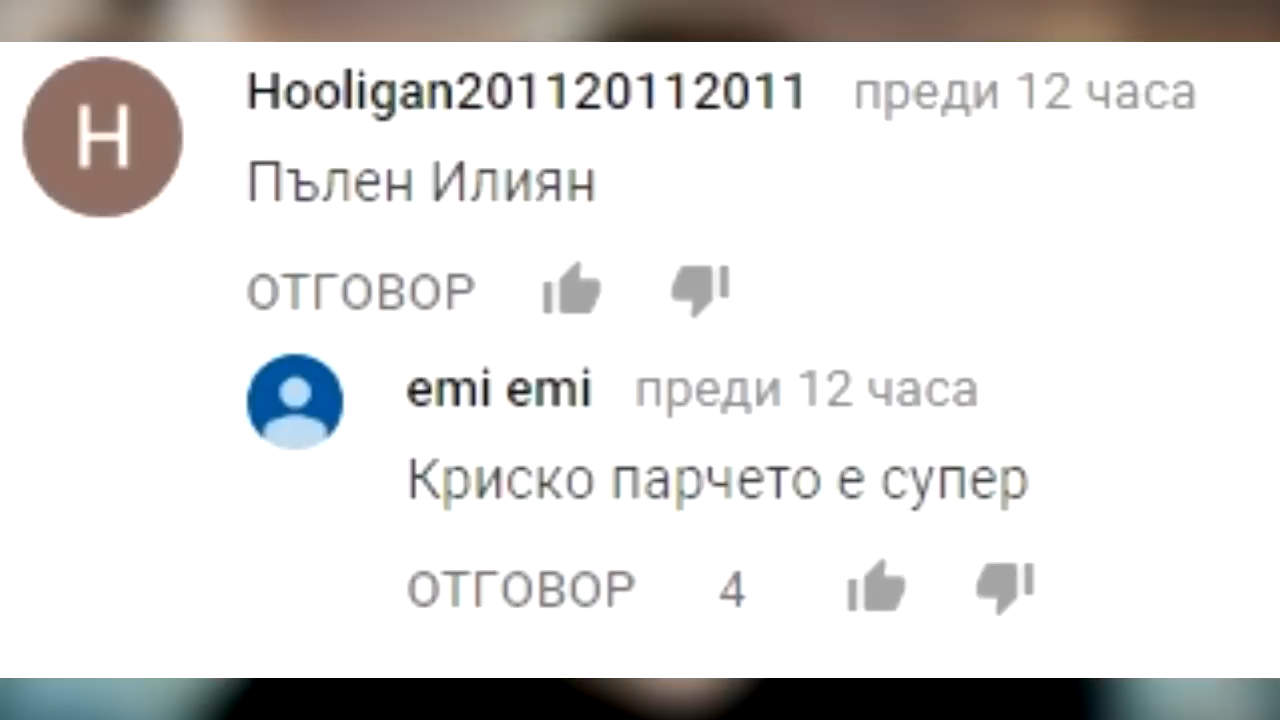 H
Hooligan201120112011 преди 12 часа
Пълен Илиян
ОТГОВОР
emi emi преди 12 часа
Криско парчето е супер
ОТГОВОР 4